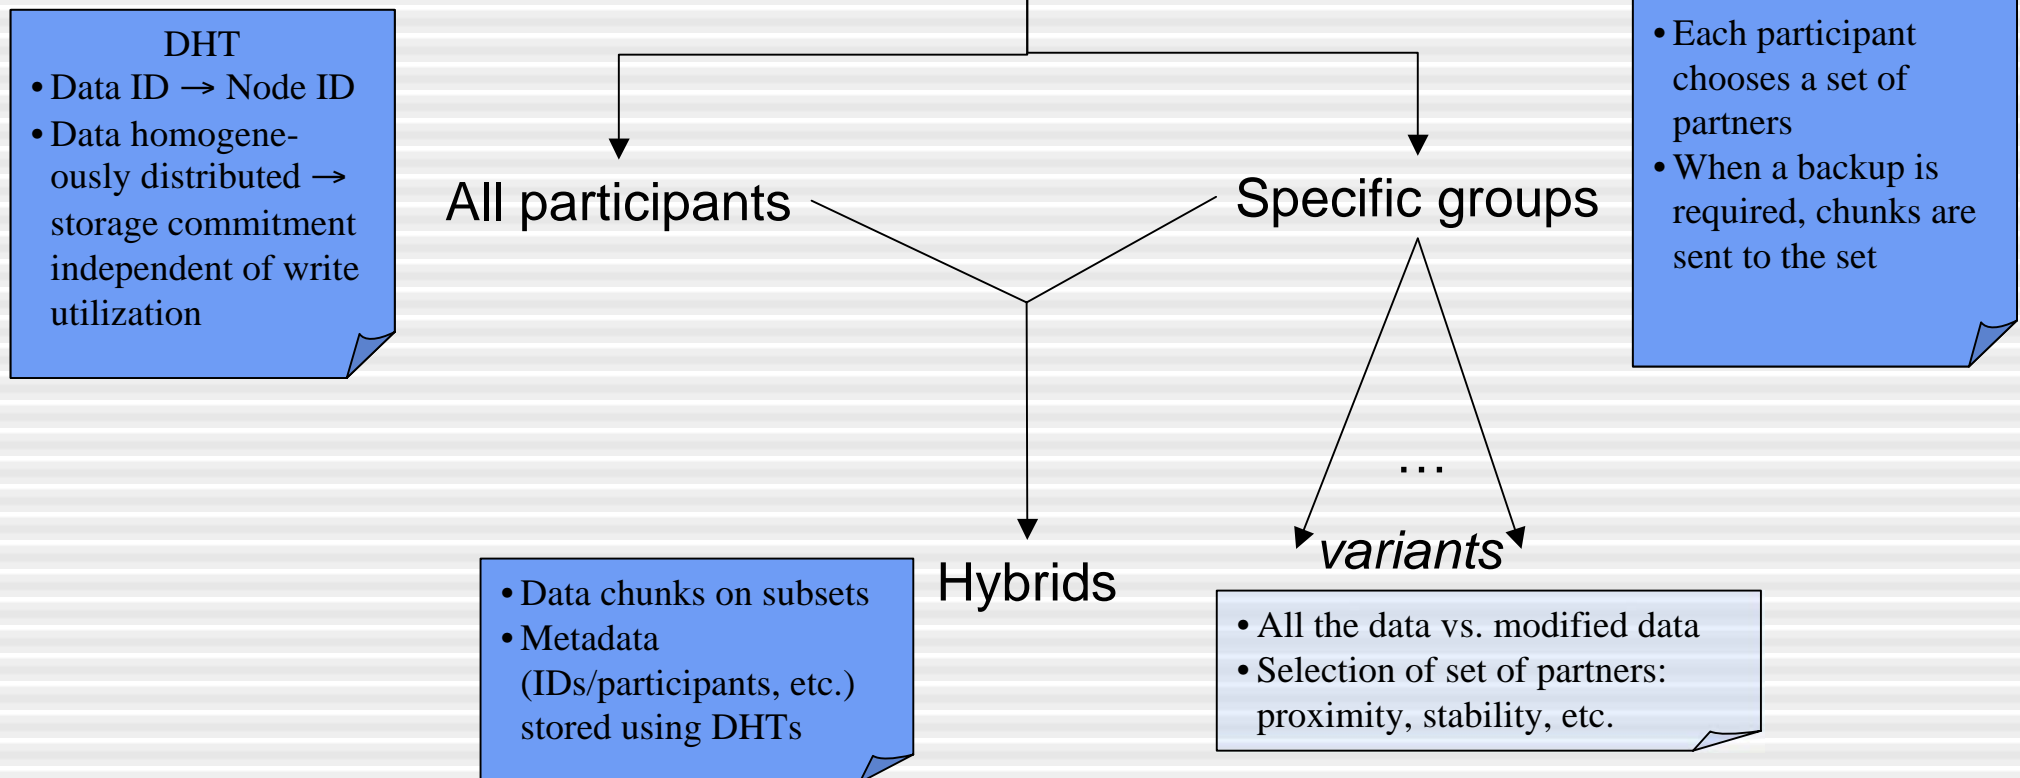 DHT
• Data ID → Node ID
• Data homogene-
ously distributed →
storage commitment
independent of write
utilization
All participants
Specific groups
• Each participant
chooses a set of
partners
• When a backup is
required, chunks are
sent to the set
…
variants
Hybrids
• Data chunks on subsets
• Metadata
(IDs/participants, etc.)
stored using DHTs
• All the data vs. modified data
• Selection of set of partners:
proximity, stability, etc.